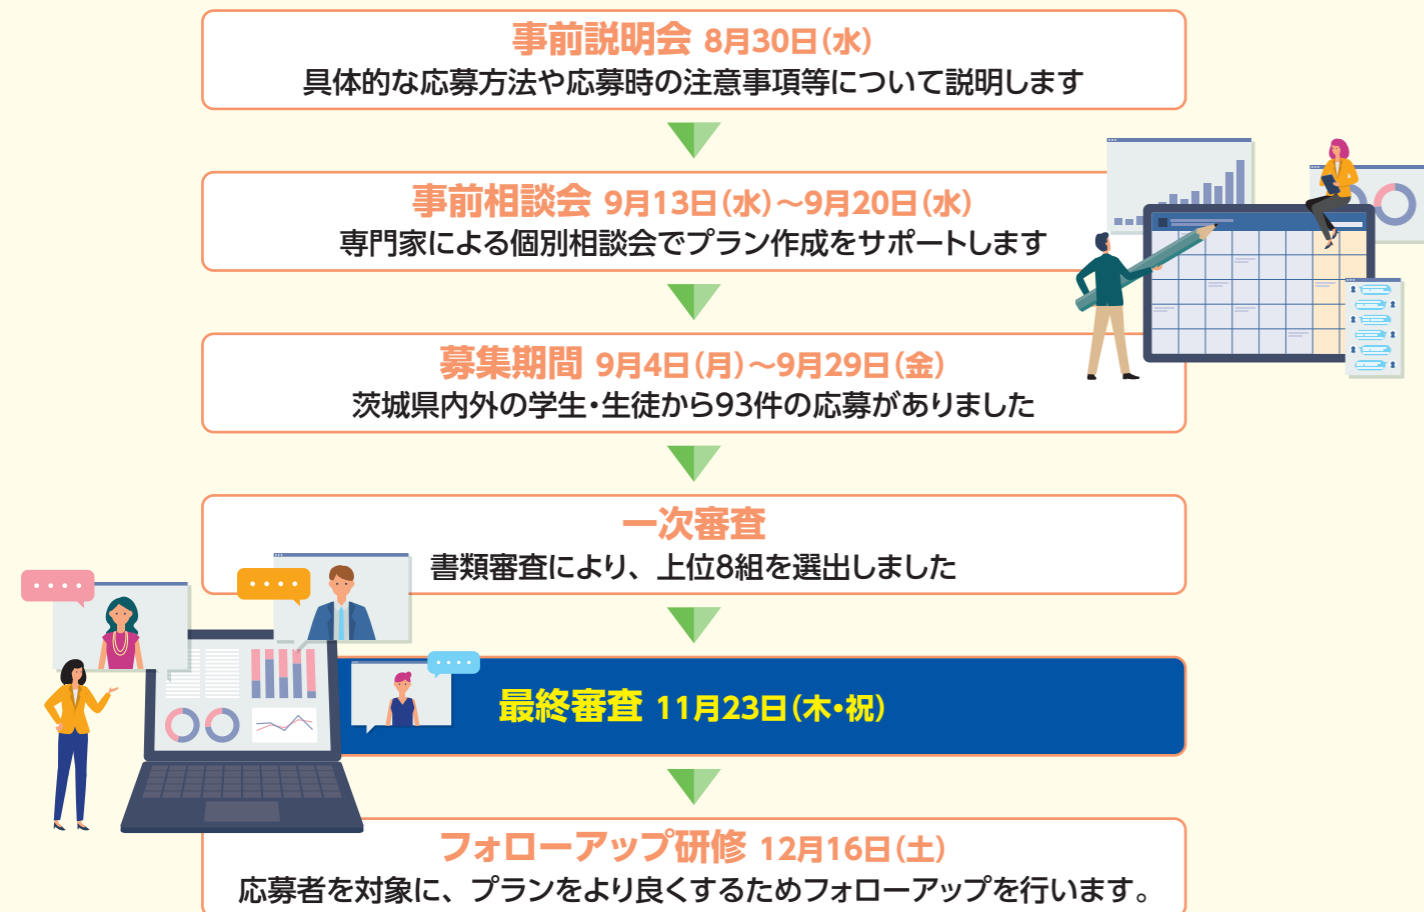 事前説明会 8月30日(水)
具体的な応募方法や応募時の注意事項等について説明します
事前相談会 9月13日(水)～9月20日(水)
専門家による個別相談会でプラン作成をサポートします
募集期間 9月4日(月)～9月29日(金)
茨城県内外の学生・生徒から93件の応募がありました
一次審査
書類審査により、上位8組を選出しました
最終審査 11月23日(木・祝)
フォローアップ研修 12月16日(土)
応募者を対象に、プランをより良くするためフォローアップを行います。